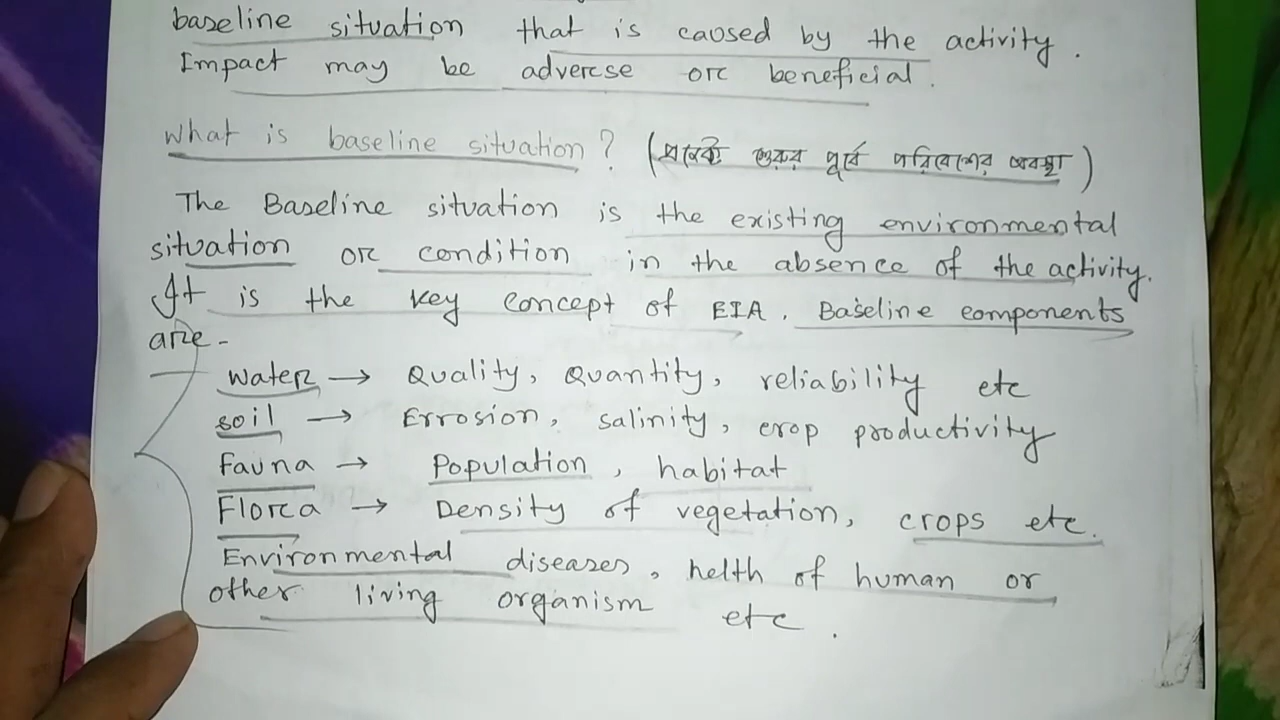 baseline situation that is caused by the activity.
Impact may be adverse or beneficial.
What is baseline situation? (প্রজেক্ট শুরুর পূর্বে পরিবেশের অবস্থা)
The Baseline situation is the existing environmental
situation or condition in the absence of the activity.
It is the key concept of EIA. Baseline components
are-
water → Quality, Quantity, reliability etc
soil → Errosion, salinity, crop productivity
Fauna → Population, habitat
Flora → Density of vegetation, crops etc.
Environmental diseases, helth of human or
other living organism etc.